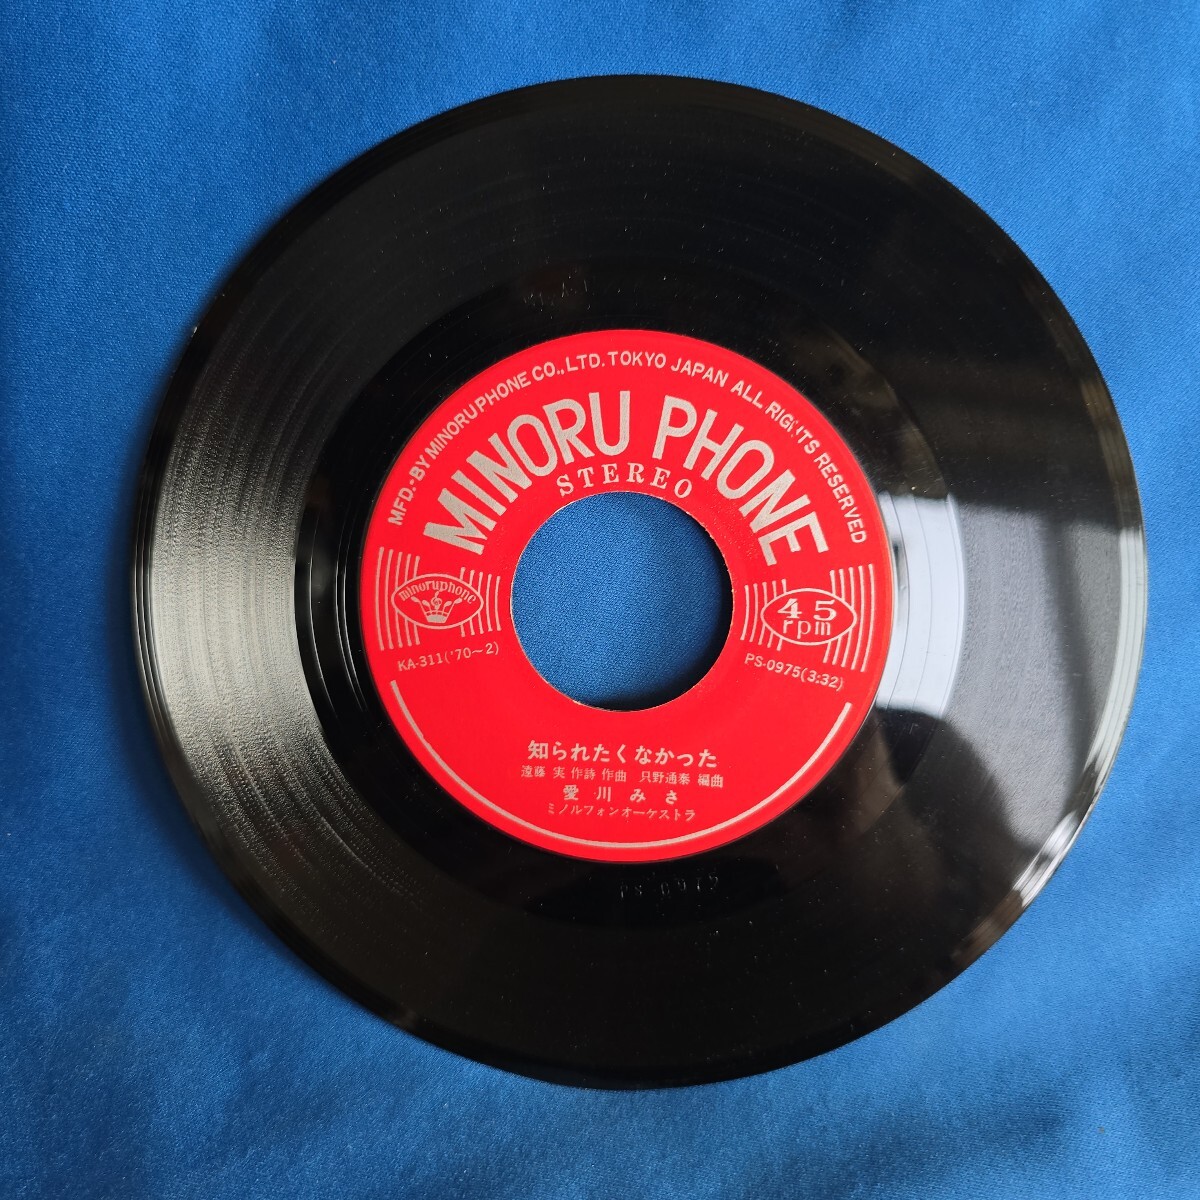 MFD.-BY MINORUPHONE CO., LTD. TOKYO JAPAN ALL RIGHTS RESERVED
MINORU PHONE
STEREO
minoruphone
45
rpm
KA-311('70~2)
PS-0975(3:32)
知られたくなかった
遠藤 実 作詩 作曲 只野通泰 編曲
愛川みさ
ミノルフォンオーケストラ
PS-0975